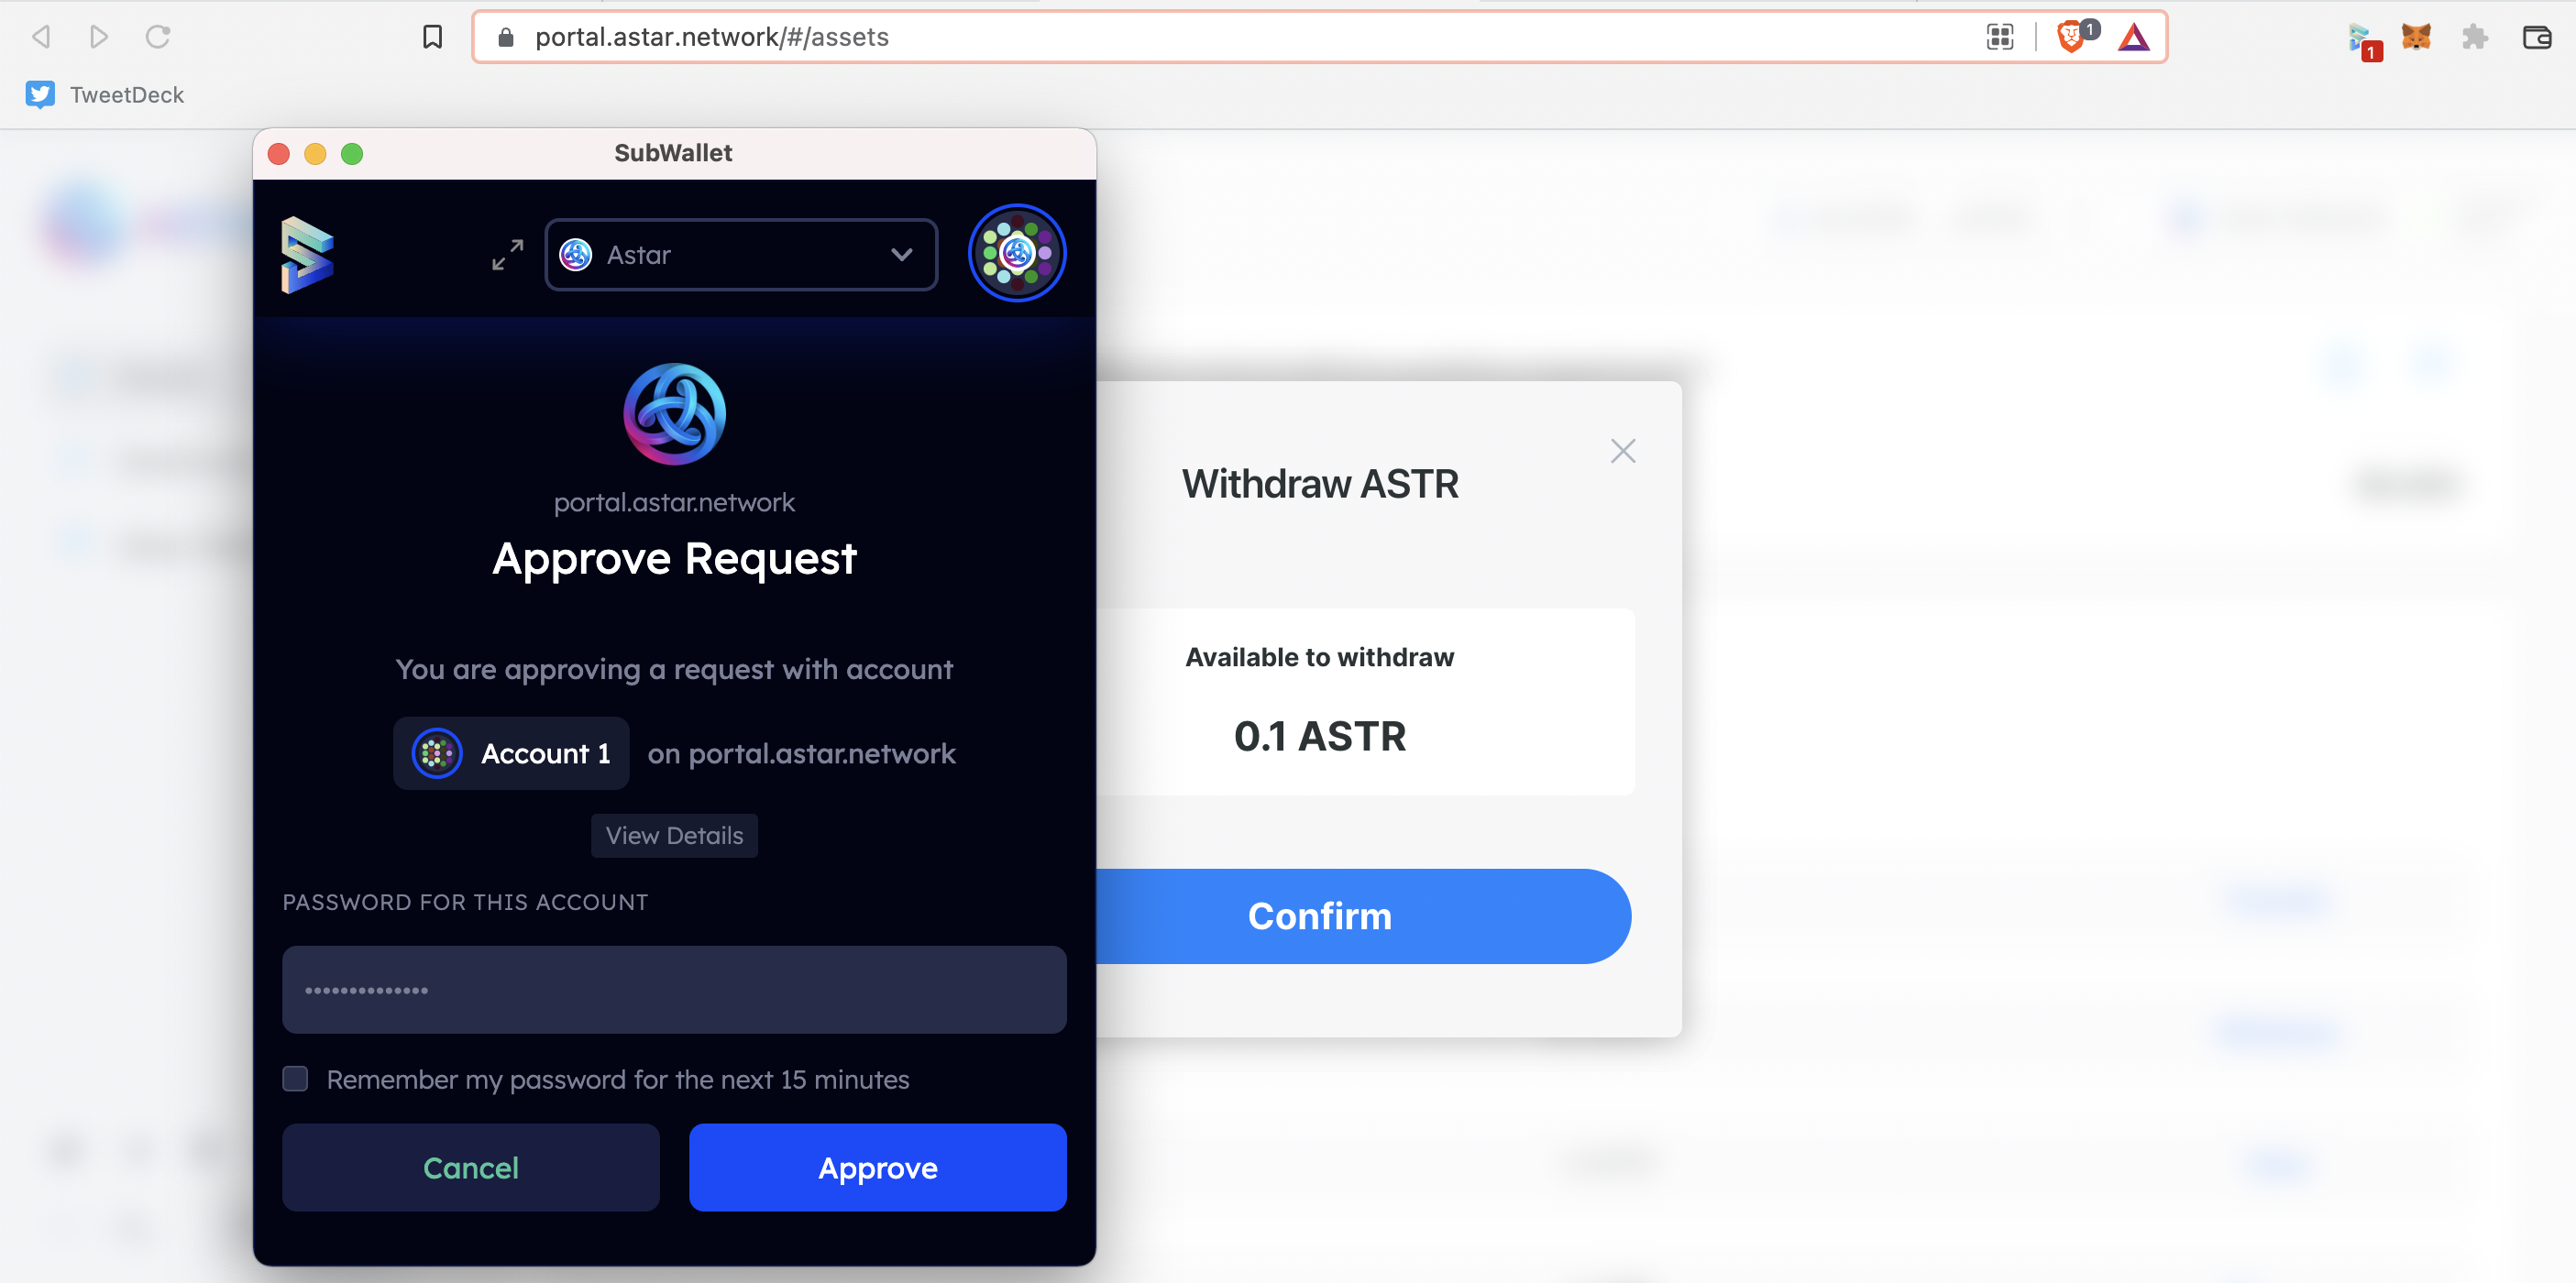 portal.astar.network/#/assets
1
1
TweetDeck
SubWallet
Astar
portal.astar.network
Approve Request
You are approving a request with account
Account 1 on portal.astar.network
View Details
PASSWORD FOR THIS ACCOUNT
Remember my password for the next 15 minutes
Cancel
Approve
Withdraw ASTR
Available to withdraw
0.1 ASTR
Confirm